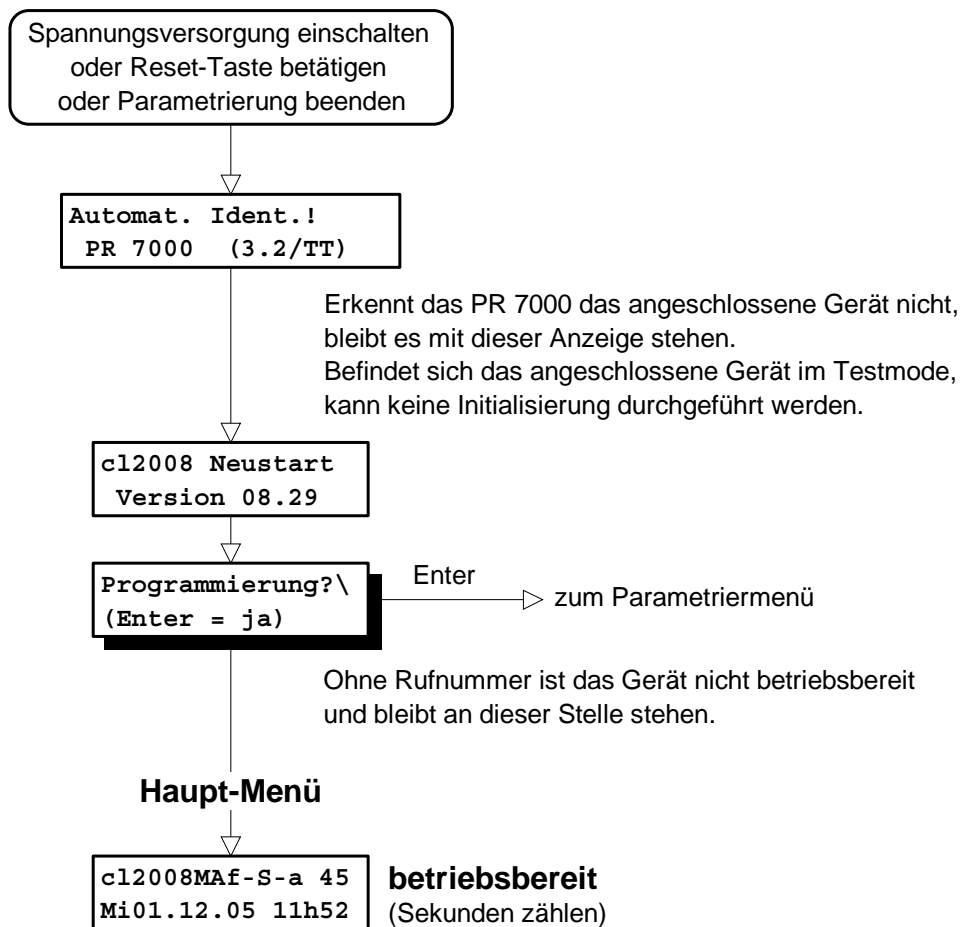 Spannungsversorgung einschalten
oder Reset-Taste betätigen
oder Parametrierung beenden
Automat. Ident.!
PR 7000 (3.2/TT)
Erkennt das PR 7000 das angeschlossene Gerät nicht,
bleibt es mit dieser Anzeige stehen.
Befindet sich das angeschlossene Gerät im Testmode,
kann keine Initialisierung durchgeführt werden.
cl2008 Neustart
Version 08.29
Programmierung?\
(Enter = ja)
Enter
zum Parametriermenü
Ohne Rufnummer ist das Gerät nicht betriebsbereit
und bleibt an dieser Stelle stehen.
Haupt-Menü
cl2008MAf-S-a 45
Mi01.12.05 11h52
betriebsbereit
(Sekunden zählen)